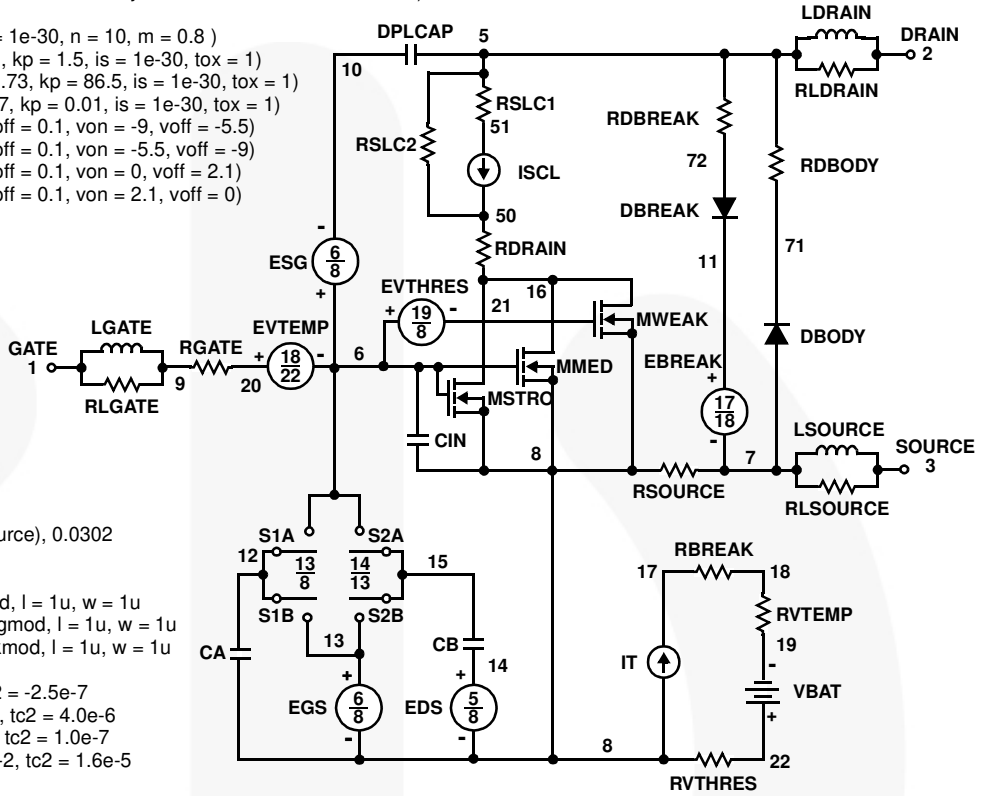 = 1e-30, n = 10, m = 0.8 )
, kp = 1.5, is = 1e-30, tox = 1)
.73, kp = 86.5, is = 1e-30, tox = 1)
7, kp = 0.01, is = 1e-30, tox = 1)
off = 0.1, von = -9, voff = -5.5)
off = 0.1, von = -5.5, voff = -9)
off = 0.1, von = 0, voff = 2.1)
off = 0.1, von = 2.1, voff = 0)
LDRAIN
DPLCAP 5
DRAIN
2
10
RLDRAIN
RSLC1
51
RSLC2
ISCL
RDBREAK
72
RDBODY
50
DBREAK
RDRAIN
71
-
ESG 6/8
+
11
EVTHRES
+ 19/8 -
16
21
MWEAK
LGATE
GATE
1
RLGATE
9
RGATE
20
EVTEMP
+ 18/22 -
6
MMED
MSTRO
EBREAK
+
17/18
-
DBODY
CIN
8
RSOURCE
7
LSOURCE
SOURCE
3
RLSOURCE
urce), 0.0302
S1A
S2A
12
13/8
14/13
15
S1B
S2B
13
CA
CB
14
+
EGS 6/8
-
+
EDS 5/8
-
RBREAK
17
18
RVTEMP
19
IT
-
VBAT
+
8
22
RVTHRES
d, l = 1u, w = 1u
gmod, l = 1u, w = 1u
kmod, l = 1u, w = 1u
2 = -2.5e-7
, tc2 = 4.0e-6
tc2 = 1.0e-7
-2, tc2 = 1.6e-5